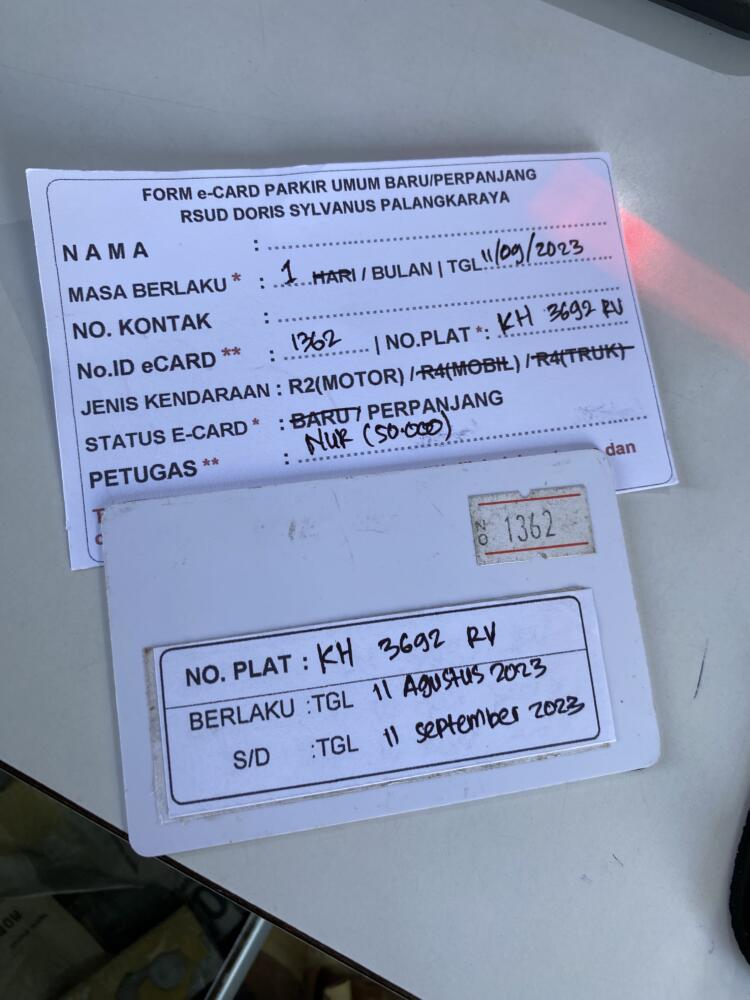 FORM e-CARD PARKIR UMUM BARU/PERPANJANG
RSUD DORIS SYLVANUS PALANGKARAYA
NAMA :
MASA BERLAKU * : 1 HARI / BULAN | TGL 11/09/2023
NO. KONTAK :
No.ID eCARD ** : 1362 | NO.PLAT *: KH 3692 RV
JENIS KENDARAAN : R2(MOTOR) / R4(MOBIL) / R4(TRUK)
STATUS E-CARD * : BARU / PERPANJANG
PETUGAS ** : NUR (50.000)
dan
NO 1362
NO. PLAT : KH 3692 RV
BERLAKU :TGL 11 Agustus 2023
S/D :TGL 11 september 2023